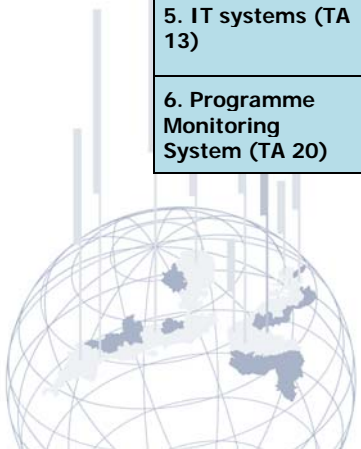 5. IT systems (TA
13)
6. Programme
Monitoring
System (TA 20)